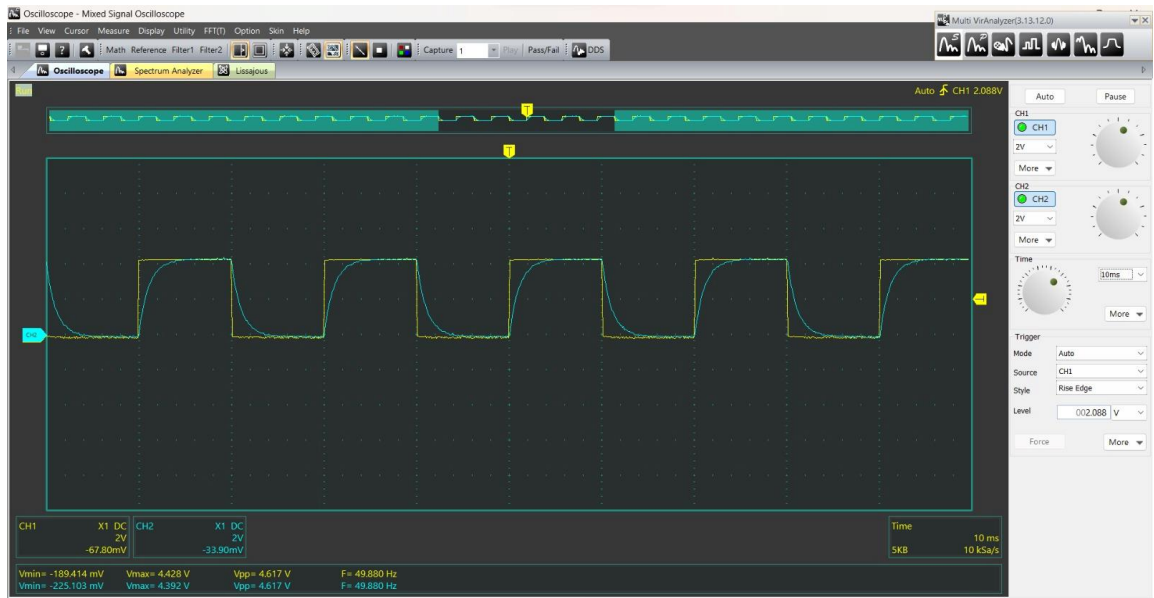 Oscilloscope - Mixed Signal Oscilloscope
Multi VirAnalyzer(3.13.12.0)
File View Cursor Measure Display Utility FFT(T) Option Skin Help
Math Reference Filter1 Filter2 Capture 1 Play Pass/Fail DDS
Oscilloscope Spectrum Analyzer Lissajous
Run
Auto CH1 2.088V
T
T
Auto Pause
CH1
CH1
2V
More
CH2
CH2
2V
More
Time
10ms
More
Trigger
Mode Auto
Source CH1
Style Rise Edge
Level 002.088 V
Force More
CH1 X1 DC
2V
-67.80mV
CH2 X1 DC
2V
-33.90mV
Time
10 ms
5KB 10 kSa/s
Vmin= -189.414 mV Vmax= 4.428 V Vpp= 4.617 V F= 49.880 Hz
Vmin= -225.103 mV Vmax= 4.392 V Vpp= 4.617 V F= 49.880 Hz